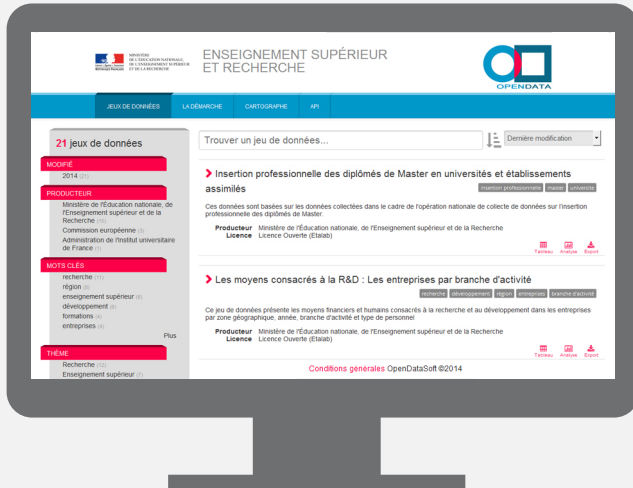 MINISTÈRE
DE L'ÉDUCATION NATIONALE,
DE L'ENSEIGNEMENT SUPÉRIEUR
ET DE LA RECHERCHE
ENSEIGNEMENT SUPÉRIEUR
ET RECHERCHE
OPENDATA
JEUX DE DONNÉES
LA DÉMARCHE
CARTOGRAPHE
API
21 jeux de données
MODIFIÉ
2014 (21)
PRODUCTEUR
Ministère de l'Éducation nationale, de
l'Enseignement supérieur et de la
Recherche (15)
Commission européenne (3)
Administration de l'Institut universitaire
de France (1)
MOTS CLÉS
recherche (11)
région (8)
enseignement supérieur (6)
développement (6)
formations (4)
entreprises (4)
Plus
THÈME
Recherche (12)
Enseignement supérieur (7)
Trouver un jeu de données...
Dernière modification
Insertion professionnelle des diplômés de Master en universités et établissements
assimilés
insertion professionnelle master universite
Ces données sont basées sur les données collectées dans le cadre de l'opération nationale de collecte de données sur l'insertion
professionnelle des diplômés de Master.
Producteur Ministère de l'Éducation nationale, de l'Enseignement supérieur et de la Recherche
Licence Licence Ouverte (Etalab)
Tableau Analyse Export
Les moyens consacrés à la R&D : Les entreprises par branche d'activité
recherche développement région entreprises branche d'activité
Ce jeu de données présente les moyens financiers et humains consacrés à la recherche et au développement dans les entreprises
par zone géographique, année, branche d'activité et type de personnel
Producteur Ministère de l'Éducation nationale, de l'Enseignement supérieur et de la Recherche
Licence Licence Ouverte (Etalab)
Tableau Analyse Export
Conditions générales OpenDataSoft ©2014